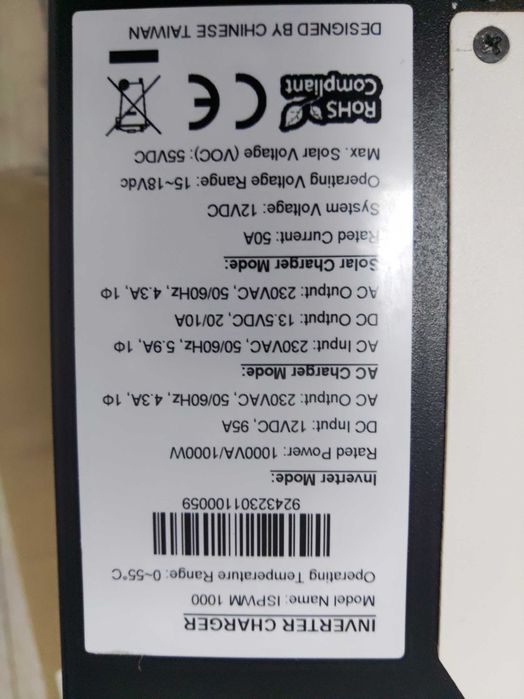 INVERTER CHARGER
Model Name: ISPWM 1000
Operating Temperature Range: 0~55°C
92432301100059
Inverter Mode:
Rated Power: 1000VA/1000W
DC Input: 12VDC, 95A
AC Output: 230VAC, 50/60Hz, 4.3A, 1Φ
AC Charger Mode:
AC Input: 230VAC, 50/60Hz, 5.9A, 1Φ
DC Output: 13.5VDC, 20/10A
AC Output: 230VAC, 50/60Hz, 4.3A, 1Φ
Solar Charger Mode:
Rated Current: 50A
System Voltage: 12VDC
Operating Voltage Range: 15~18Vdc
Max. Solar Voltage (VOC): 55VDC
RoHS
Compliant
CE
DESIGNED BY CHINESE TAIWAN